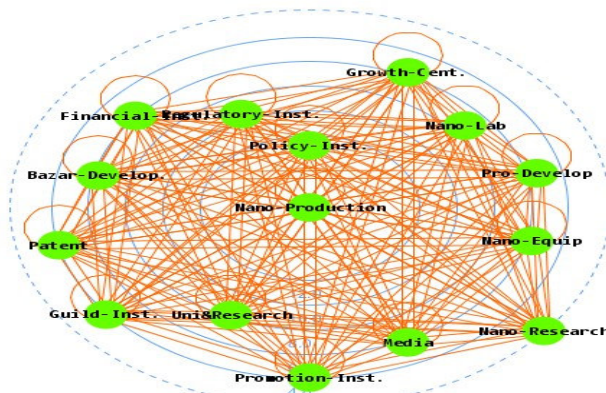 Growth-Cent.
Financial-Inst.
Regulatory-Inst.
Nano-Lab
Policy-Inst.
Bazar-Develop.
Pro-Develop
Nano-Production
Patent
Nano-Equip
Guild-Inst.
Uni&Research
Nano-Research
Media
Promotion-Inst.